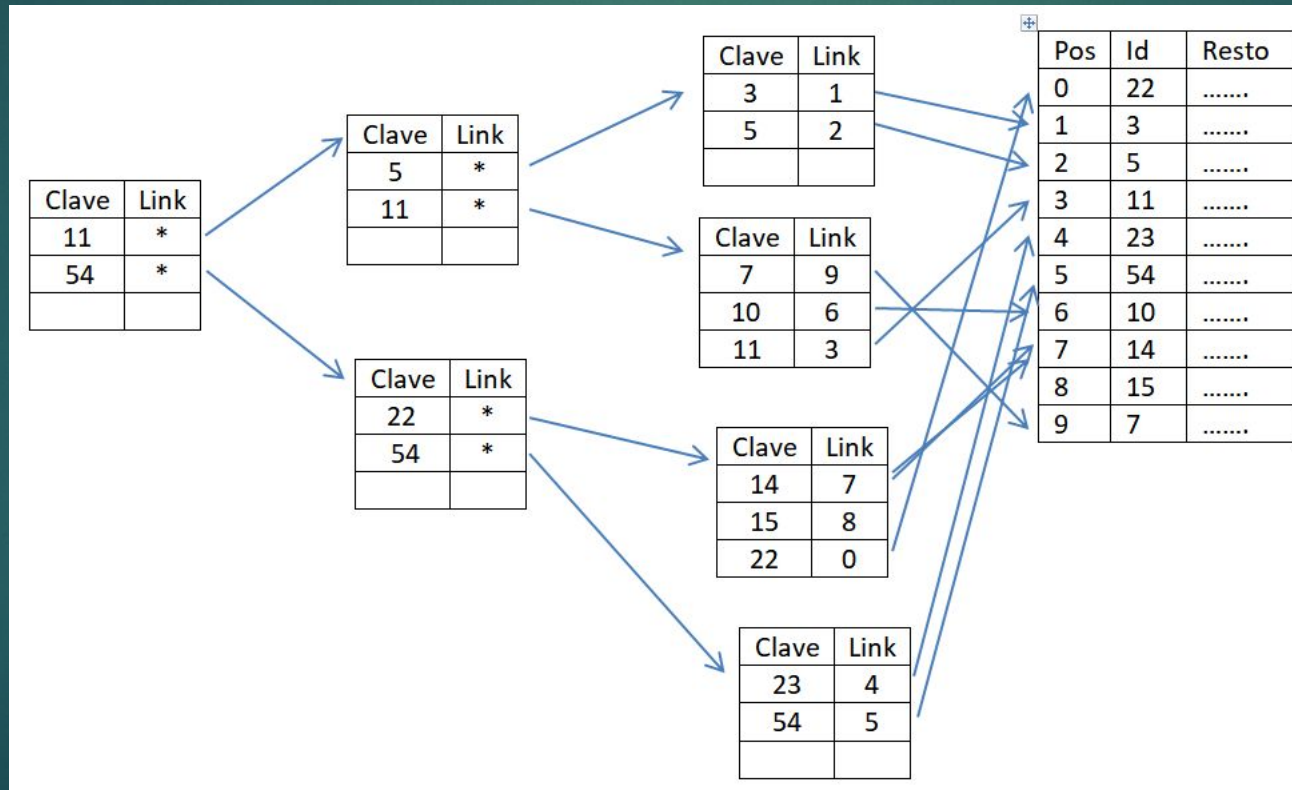 Clave Link
11 *
54 *
Clave Link
5 *
11 *
Clave Link
22 *
54 *
Clave Link
3 1
5 2
Clave Link
7 9
10 6
11 3
Clave Link
14 7
15 8
22 0
Clave Link
23 4
54 5
Pos Id Resto
0 22 .......
1 3 .......
2 5 .......
3 11 .......
4 23 .......
5 54 .......
6 10 .......
7 14 .......
8 15 .......
9 7 .......